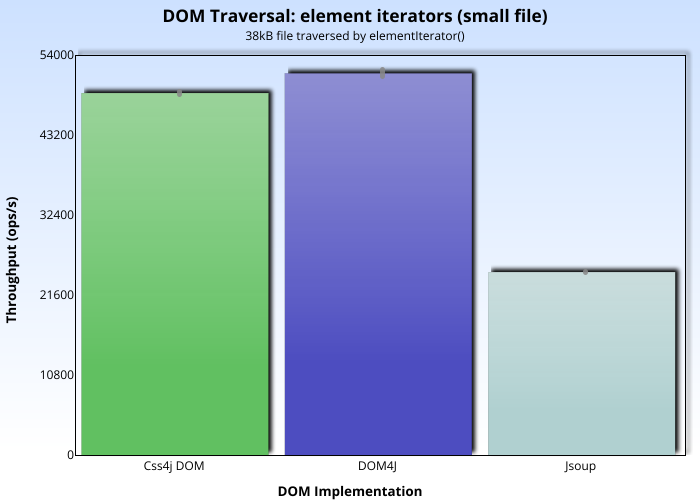 DOM Traversal: element iterators (small file)
38kB file traversed by elementIterator()
Throughput (ops/s)
54000
43200
32400
21600
10800
0
Css4j DOM
DOM4J
Jsoup
DOM Implementation